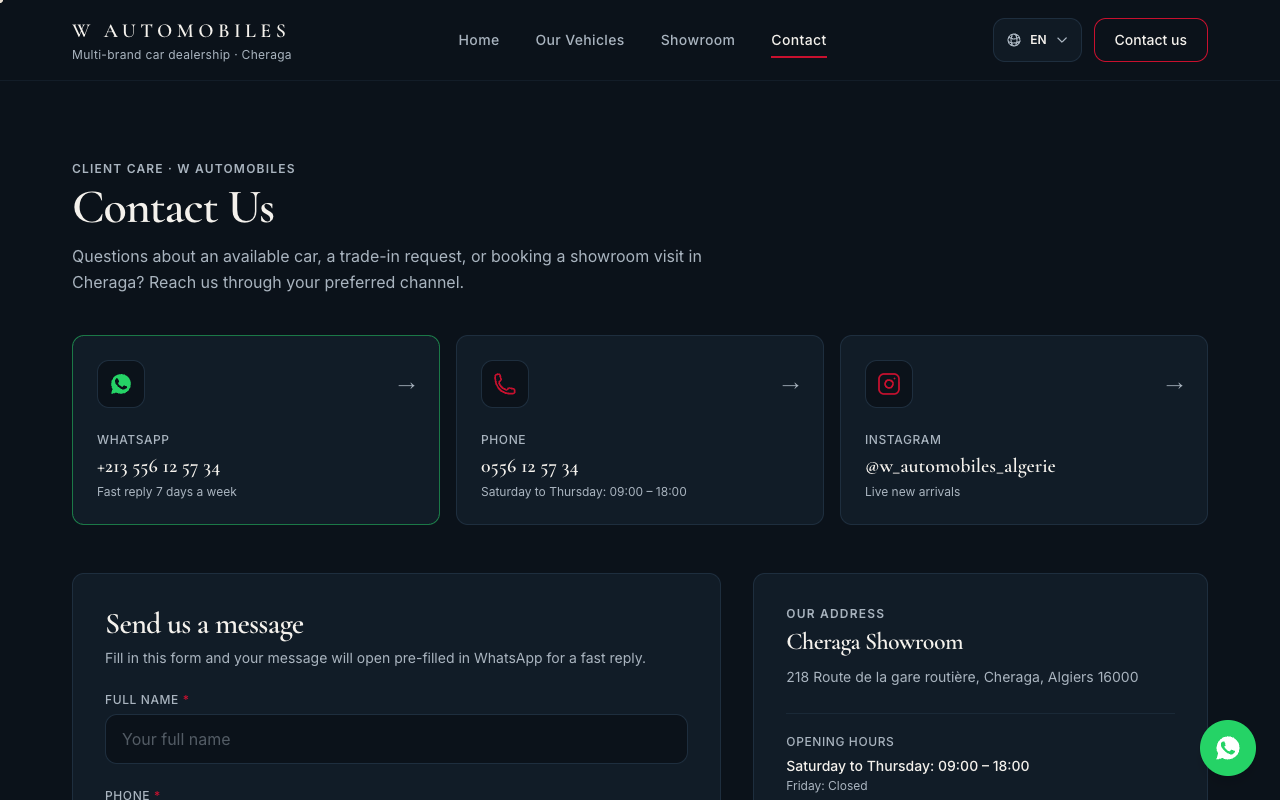 W AUTOMOBILES
Multi-brand car dealership · Cheraga
Home
Our Vehicles
Showroom
Contact
EN
Contact us
CLIENT CARE · W AUTOMOBILES
Contact Us
Questions about an available car, a trade-in request, or booking a showroom visit in
Cheraga? Reach us through your preferred channel.
→
WHATSAPP
+213 556 12 57 34
Fast reply 7 days a week
→
PHONE
0556 12 57 34
Saturday to Thursday: 09:00 – 18:00
→
INSTAGRAM
@w_automobiles_algerie
Live new arrivals
Send us a message
Fill in this form and your message will open pre-filled in WhatsApp for a fast reply.
FULL NAME *
Your full name
PHONE *
OUR ADDRESS
Cheraga Showroom
218 Route de la gare routière, Cheraga, Algiers 16000
OPENING HOURS
Saturday to Thursday: 09:00 – 18:00
Friday: Closed